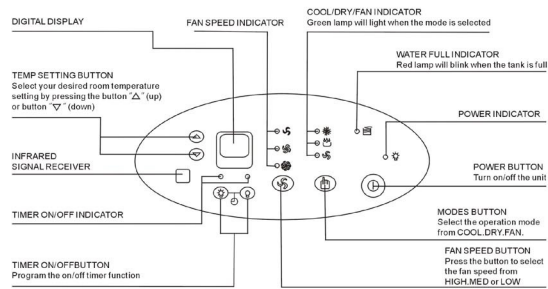 DIGITAL DISPLAY
FAN SPEED INDICATOR
COOL/DRY/FAN INDICATOR
Green lamp will light when the mode is selected
WATER FULL INDICATOR
Red lamp will blink when the tank is full
TEMP SETTING BUTTON
Select your desired room temperature
setting by pressing the button "△" (up)
or button "▽" (down)
POWER INDICATOR
INFRARED
SIGNAL RECEIVER
POWER BUTTON
Turn on/off the unit
TIMER ON/OFF INDICATOR
MODES BUTTON
Select the operation mode
from COOL.DRY.FAN.
TIMER ON/OFFBUTTON
Program the on/off timer function
FAN SPEED BUTTON
Press the button to select
the fan speed from
HIGH.MED or LOW